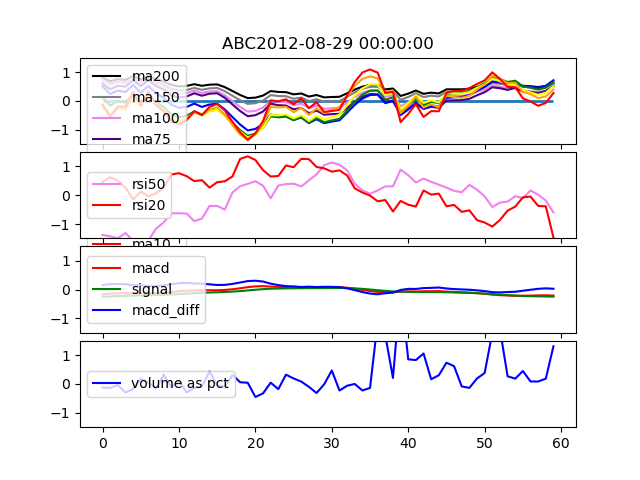 ABC2012-08-29 00:00:00
1
0
−1
ma200
ma150
ma100
ma75
1
0
−1
rsi50
rsi20
ma10
1
0
−1
macd
signal
macd_diff
1
0
−1
volume as pct
0 10 20 30 40 50 60